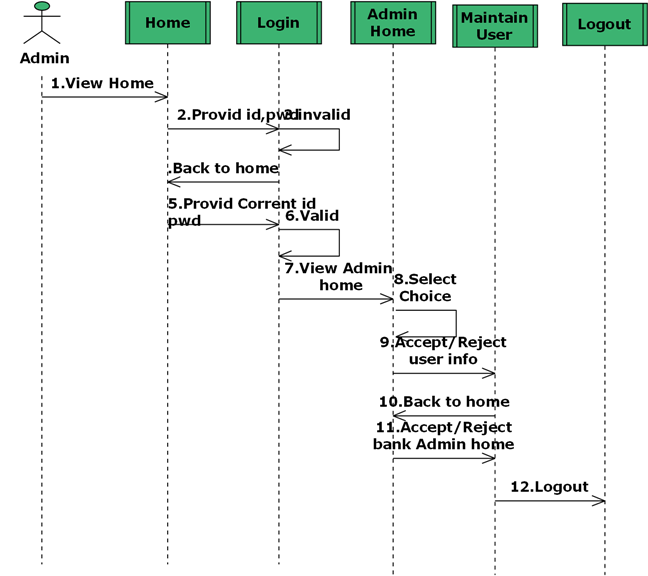 Admin
Home
Login
Admin
Home
Maintain
User
Logout
1.View Home
2.Provid id,pwd
3.invalid
.Back to home
5.Provid Corrent id
pwd
6.Valid
7.View Admin
home
8.Select
Choice
9.Accept/Reject
user info
10.Back to home
11.Accept/Reject
bank Admin home
12.Logout